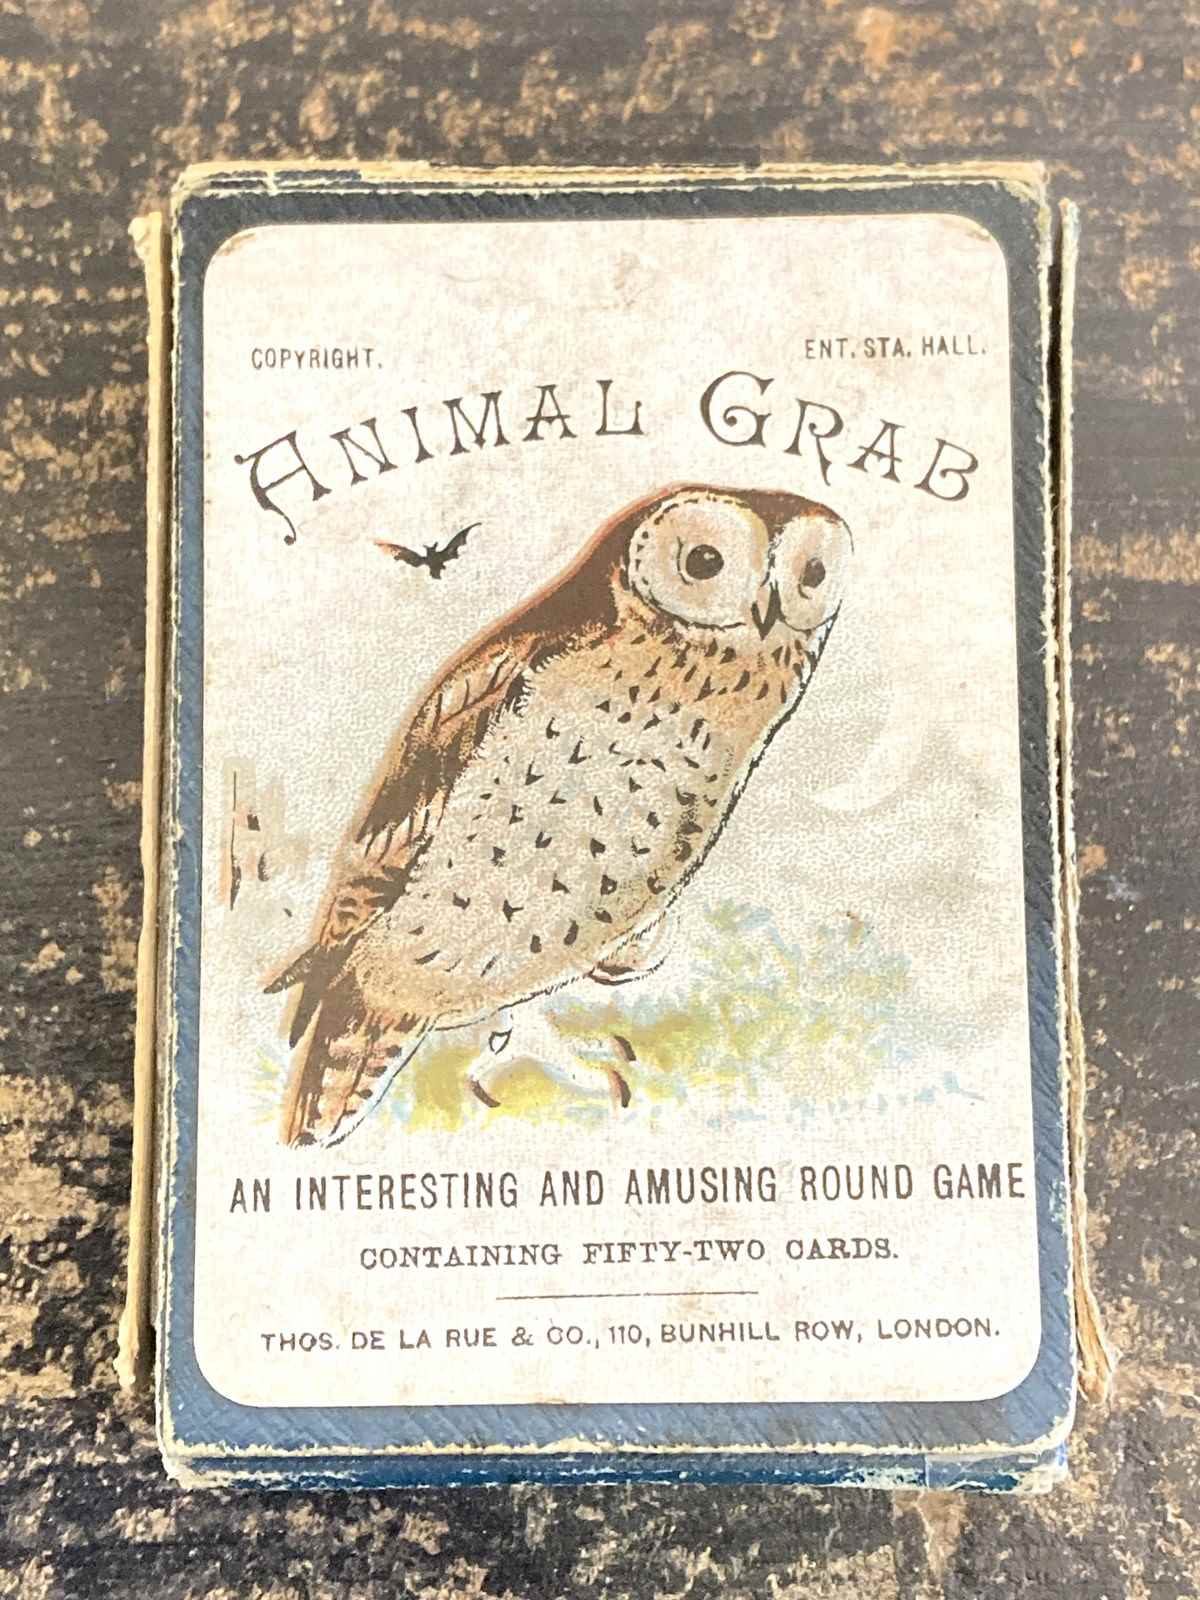 COPYRIGHT.
ENT. STA. HALL.
ANIMAL GRAB
AN INTERESTING AND AMUSING ROUND GAME
CONTAINING FIFTY-TWO CARDS.
THOS. DE LA RUE & CO., 110, BUNHILL ROW, LONDON.